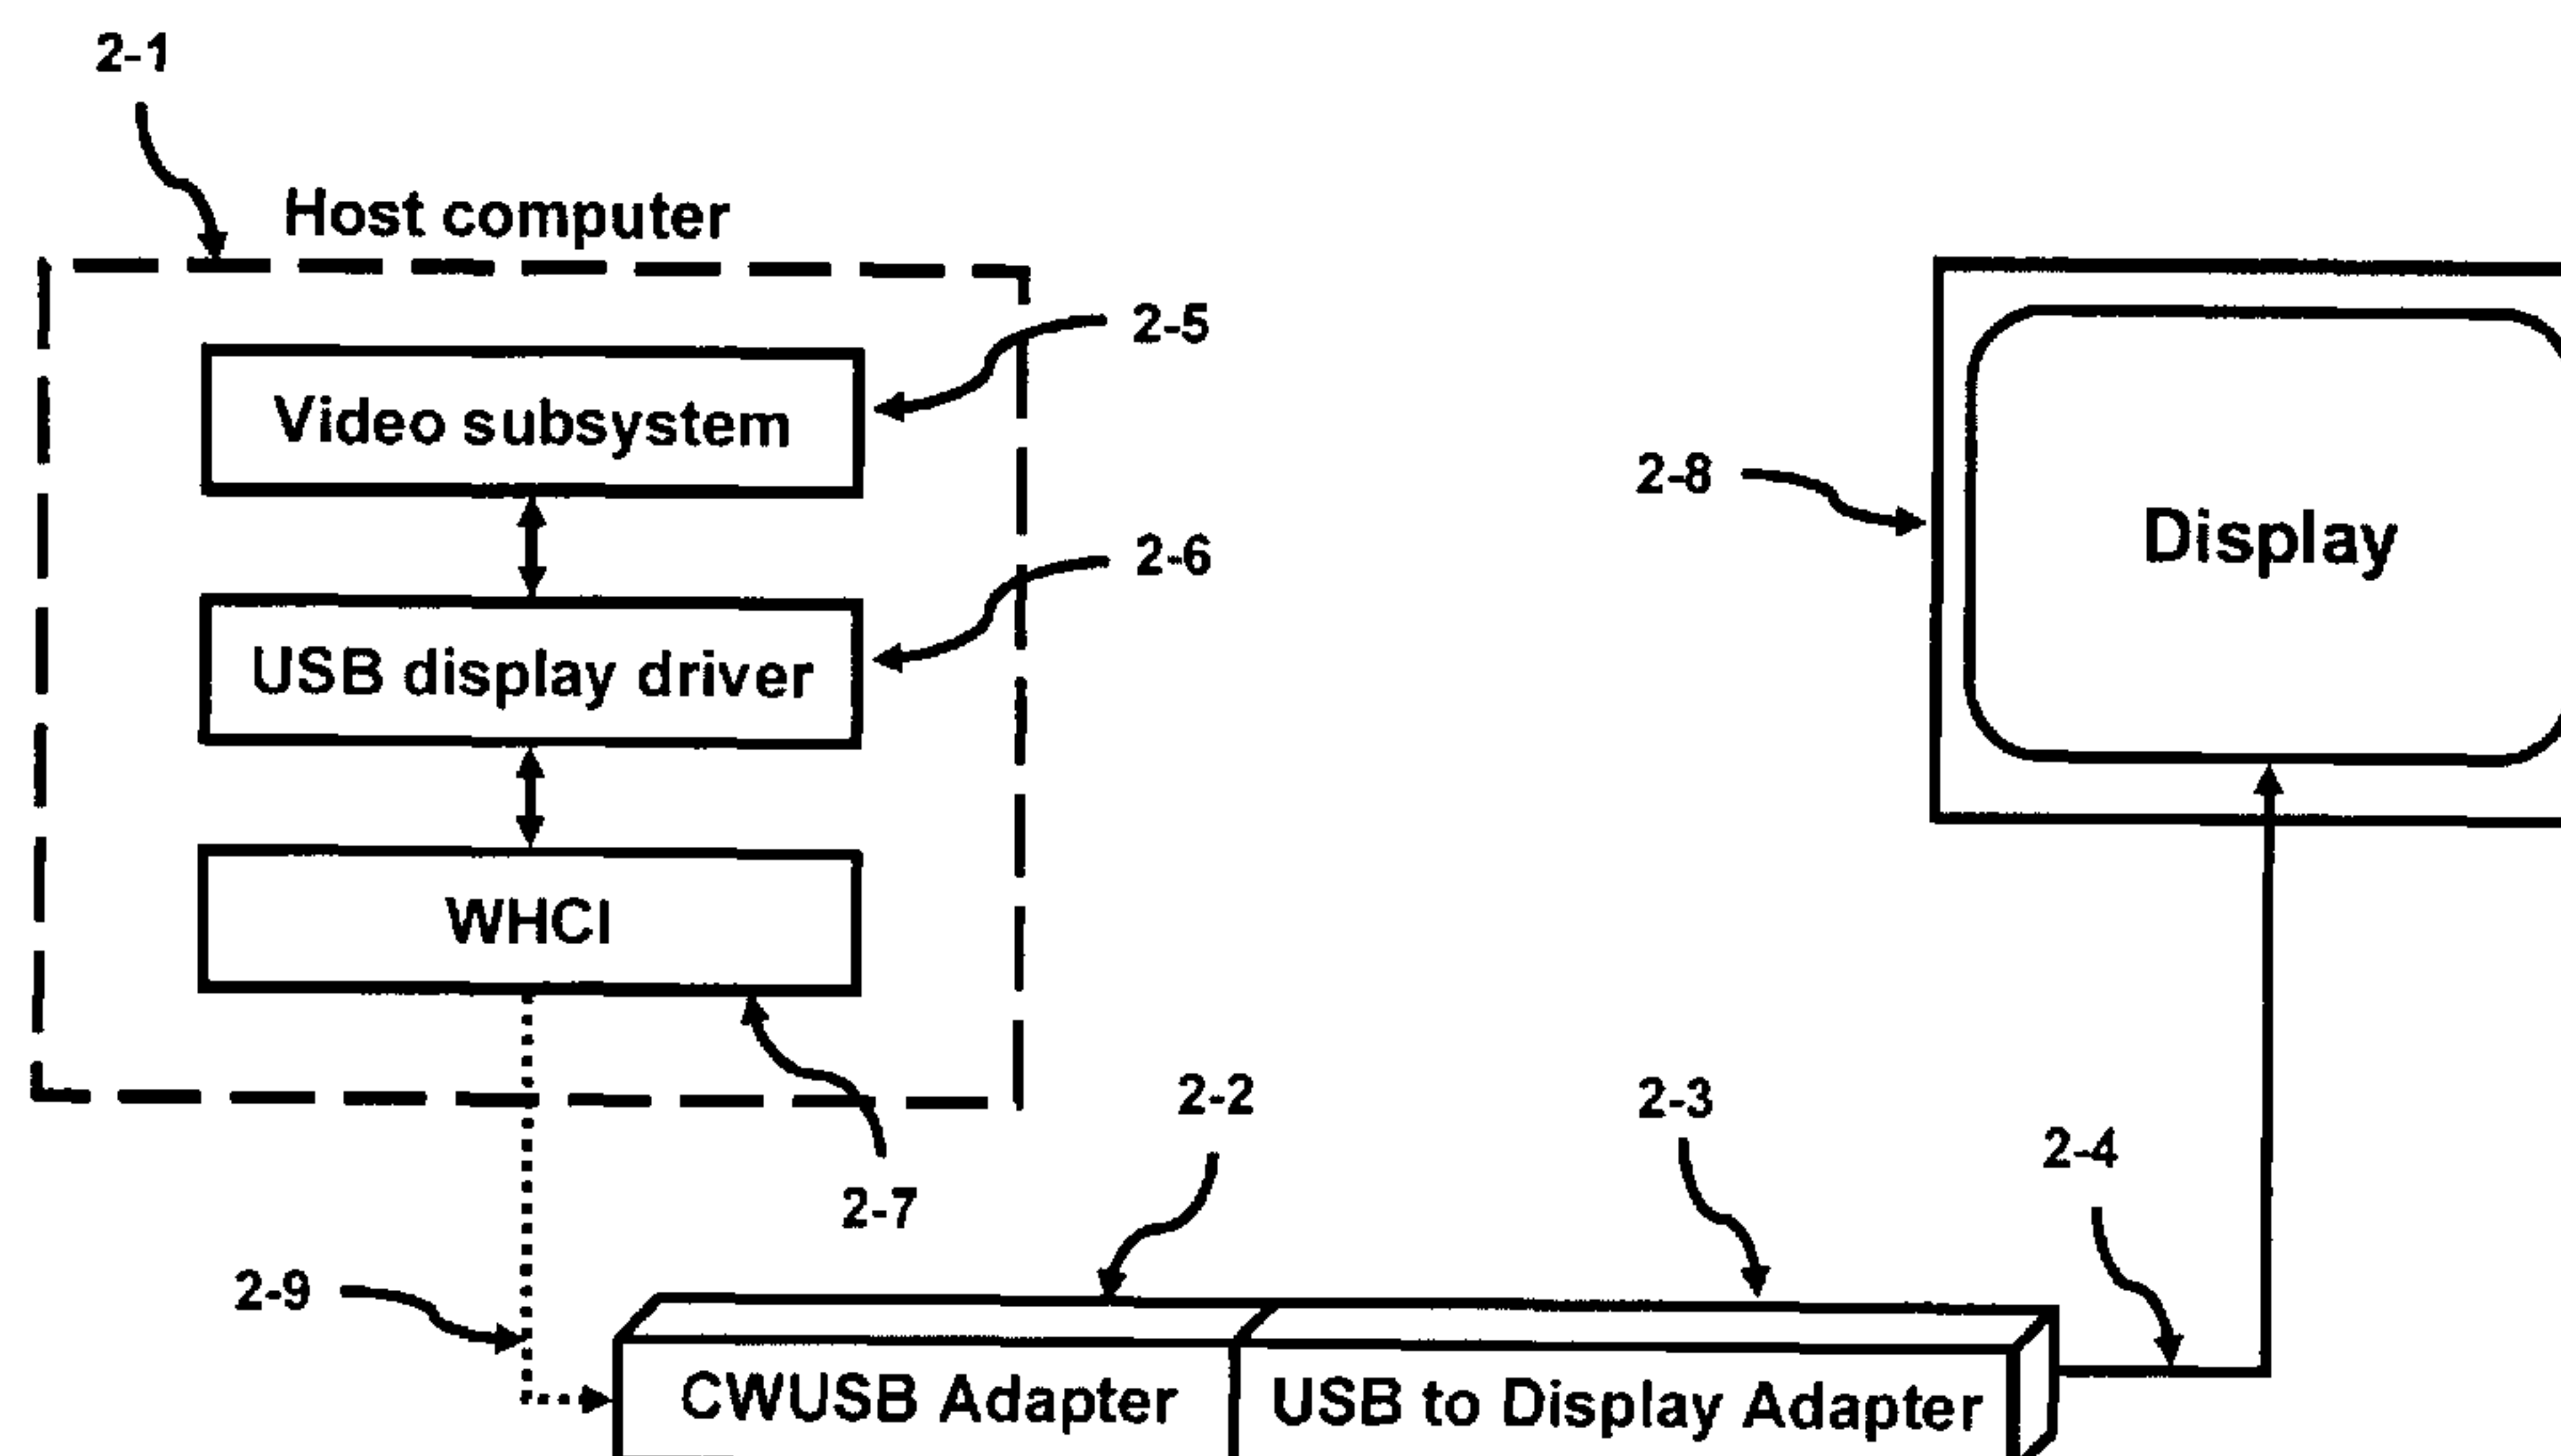 2-1
Host computer
2-5
Video subsystem
2-8
Display
2-6
USB display driver
WHCI
2-2
2-3
2-4
2-7
2-9
CWUSB Adapter
USB to Display Adapter